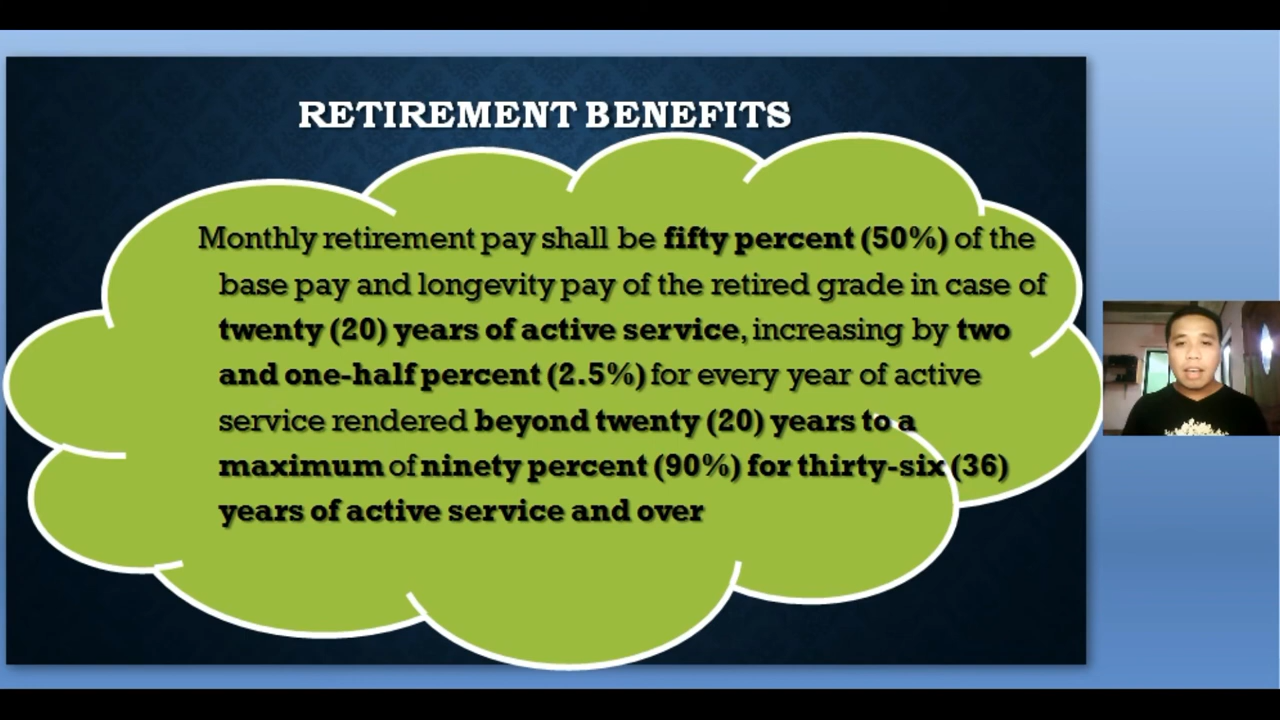 RETIREMENT BENEFITS
Monthly retirement pay shall be fifty percent (50%) of the
base pay and longevity pay of the retired grade in case of
twenty (20) years of active service, increasing by two
and one-half percent (2.5%) for every year of active
service rendered beyond twenty (20) years to a
maximum of ninety percent (90%) for thirty-six (36)
years of active service and over